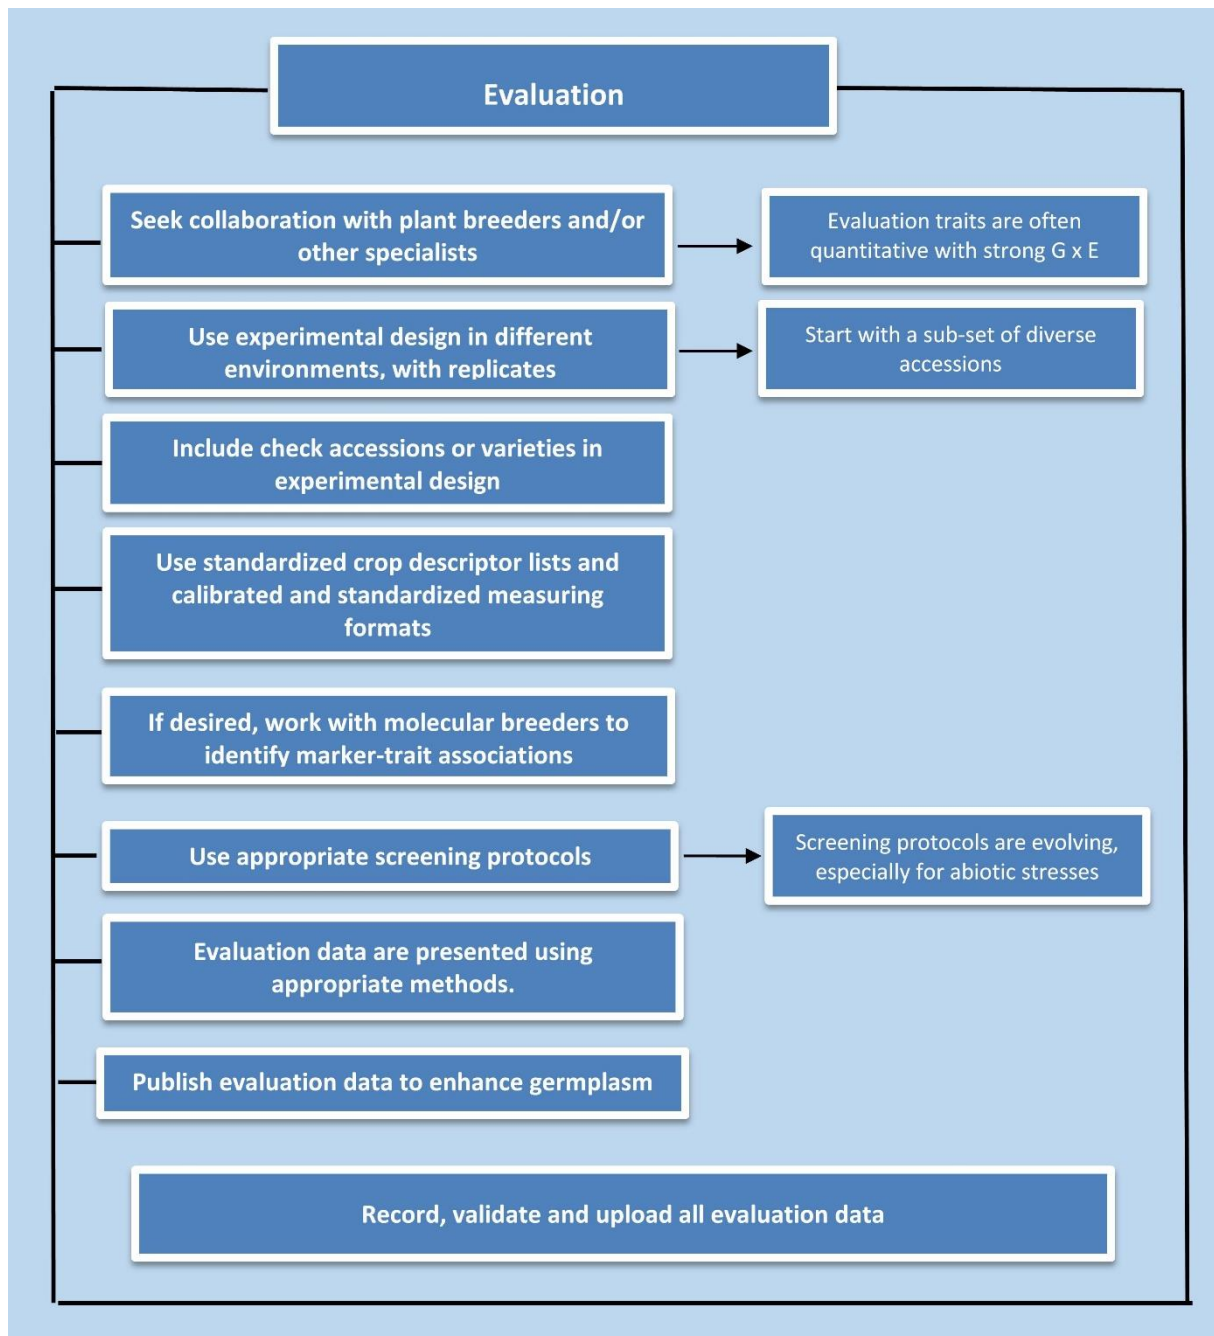 Evaluation
Seek collaboration with plant breeders and/or
other specialists
Evaluation traits are often
quantitative with strong G x E
Use experimental design in different
environments, with replicates
Start with a sub-set of diverse
accessions
Include check accessions or varieties in
experimental design
Use standardized crop descriptor lists and
calibrated and standardized measuring
formats
If desired, work with molecular breeders to
identify marker-trait associations
Use appropriate screening protocols
Screening protocols are evolving,
especially for abiotic stresses
Evaluation data are presented using
appropriate methods.
Publish evaluation data to enhance germplasm
Record, validate and upload all evaluation data